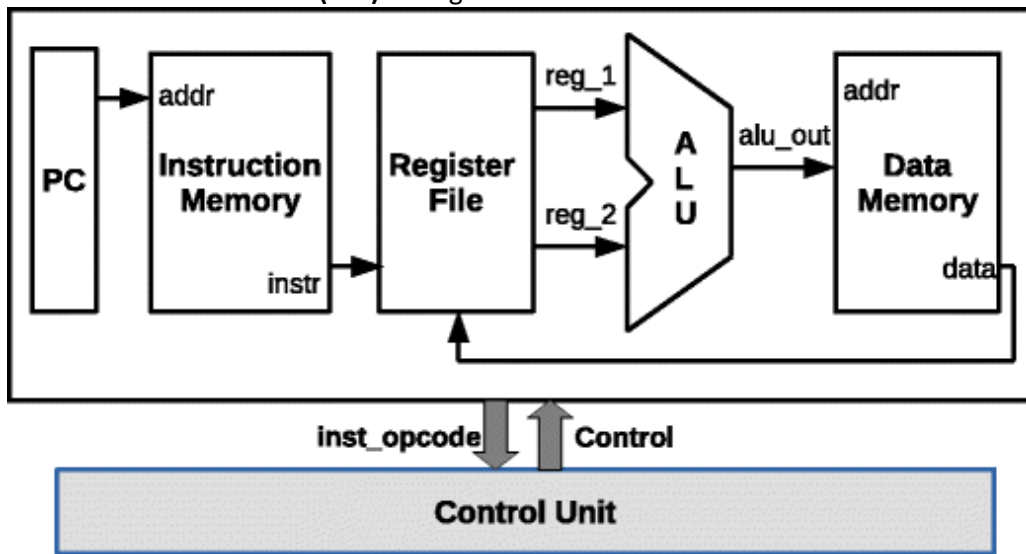 PC
addr
Instruction
Memory
instr
Register
File
reg_1
reg_2
A
L
U
alu_out
addr
Data
Memory
data
inst_opcode
Control
Control Unit